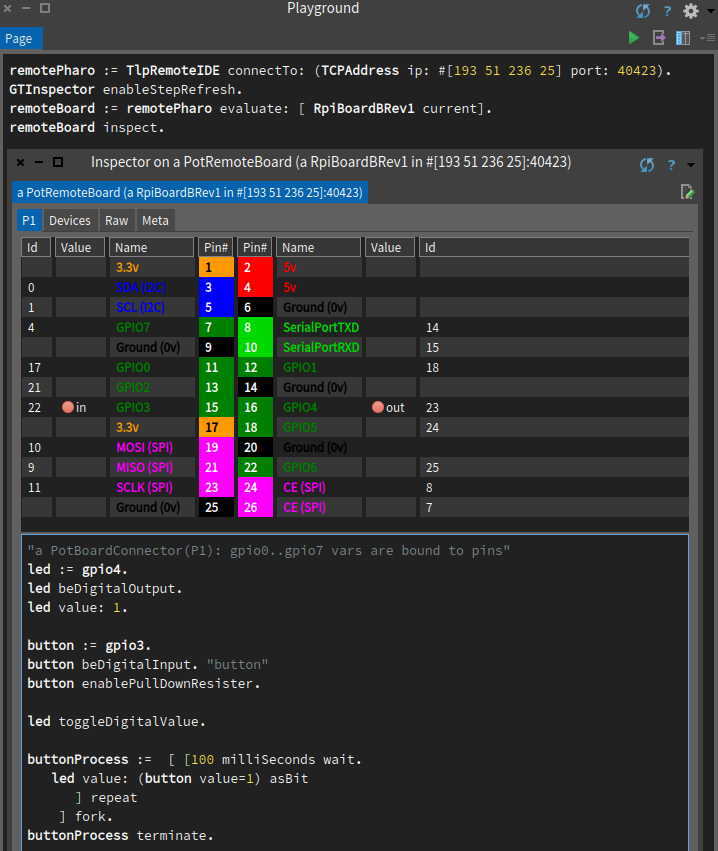 Playground
Page
remotePharo := TlpRemoteIDE connectTo: (TCPAddress ip: #[193 51 236 25] port: 40423).
GTInspector enableStepRefresh.
remoteBoard := remotePharo evaluate: [ RpiBoardBRev1 current].
remoteBoard inspect.
Inspector on a PotRemoteBoard (a RpiBoardBRev1 in #[193 51 236 25]:40423)
a PotRemoteBoard (a RpiBoardBRev1 in #[193 51 236 25]:40423)
P1 Devices Raw Meta
Id Value Name Pin# Pin# Name Value Id
3.3v 1 2 5v
0 SDA (I2C) 3 4 5v
1 SCL (I2C) 5 6 Ground (0v)
4 GPIO7 7 8 SerialPortTXD 14
Ground (0v) 9 10 SerialPortRXD 15
17 GPIO0 11 12 GPIO1 18
21 GPIO2 13 14 Ground (0v)
22 in GPIO3 15 16 GPIO4 out 23
3.3v 17 18 GPIO5 24
10 MOSI (SPI) 19 20 Ground (0v)
9 MISO (SPI) 21 22 GPIO6 25
11 SCLK (SPI) 23 24 CE (SPI) 8
Ground (0v) 25 26 CE (SPI) 7
"a PotBoardConnector(P1): gpio0..gpio7 vars are bound to pins"
led := gpio4.
led beDigitalOutput.
led value: 1.
button := gpio3.
button beDigitalInput. "button"
button enablePullDownResister.
led toggleDigitalValue.
buttonProcess := [ [100 milliSeconds wait.
led value: (button value=1) asBit
] repeat
] fork.
buttonProcess terminate.